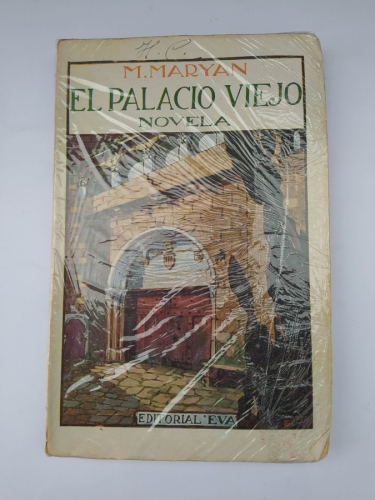 H. C.
M. MARYAN
EL PALACIO VIEJO
NOVELA
EDITORIAL "EVA"